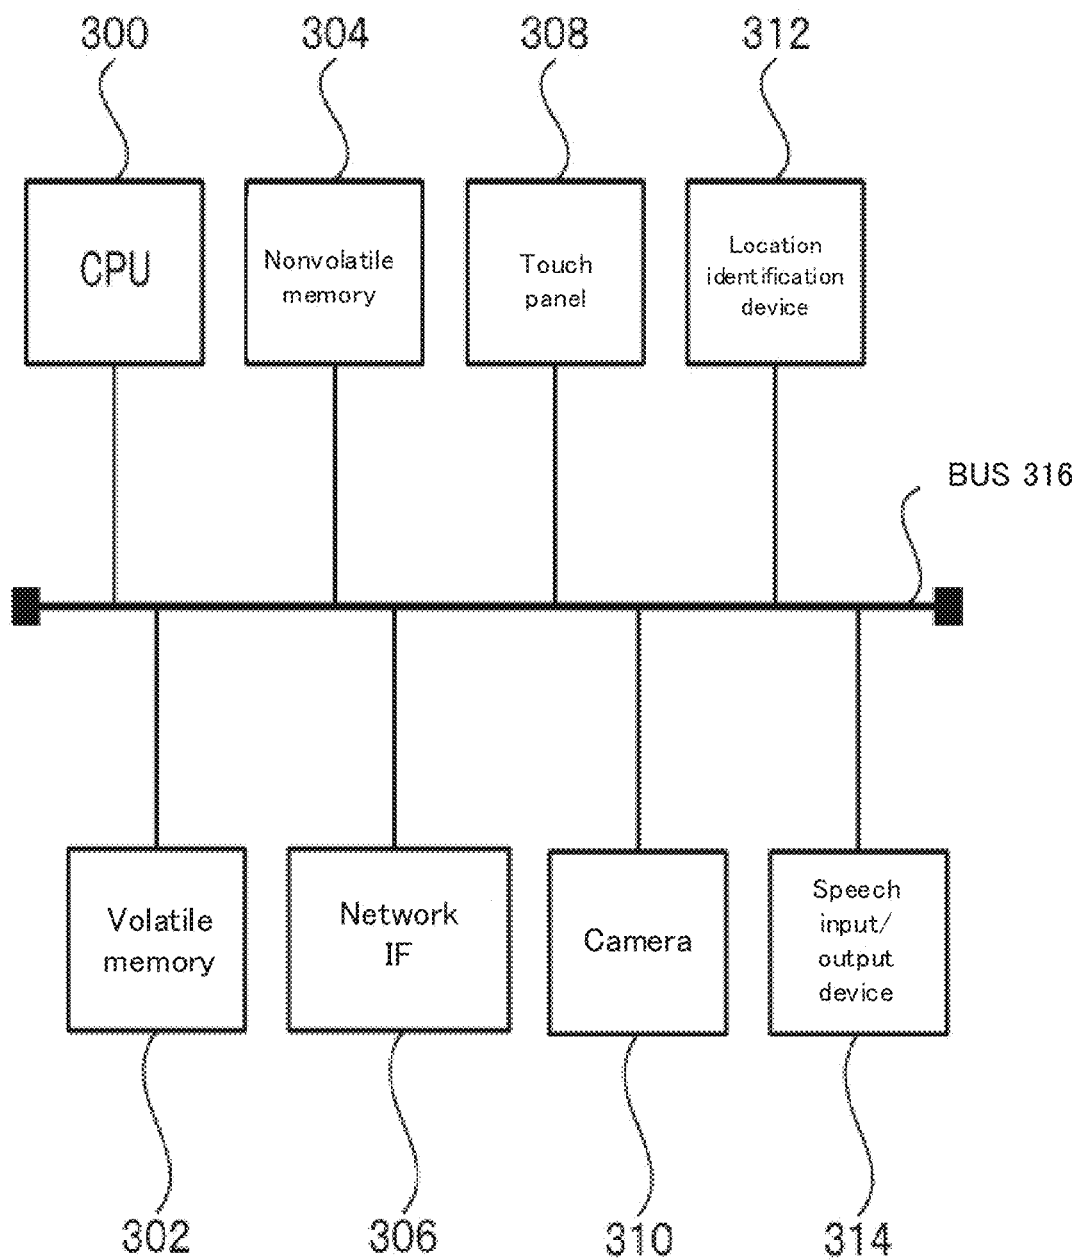 300
304
308
312
CPU
Nonvolatile
memory
Touch
panel
Location
identification
device
BUS 316
Volatile
memory
Network
IF
Camera
Speech
input/
output
device
302
306
310
314